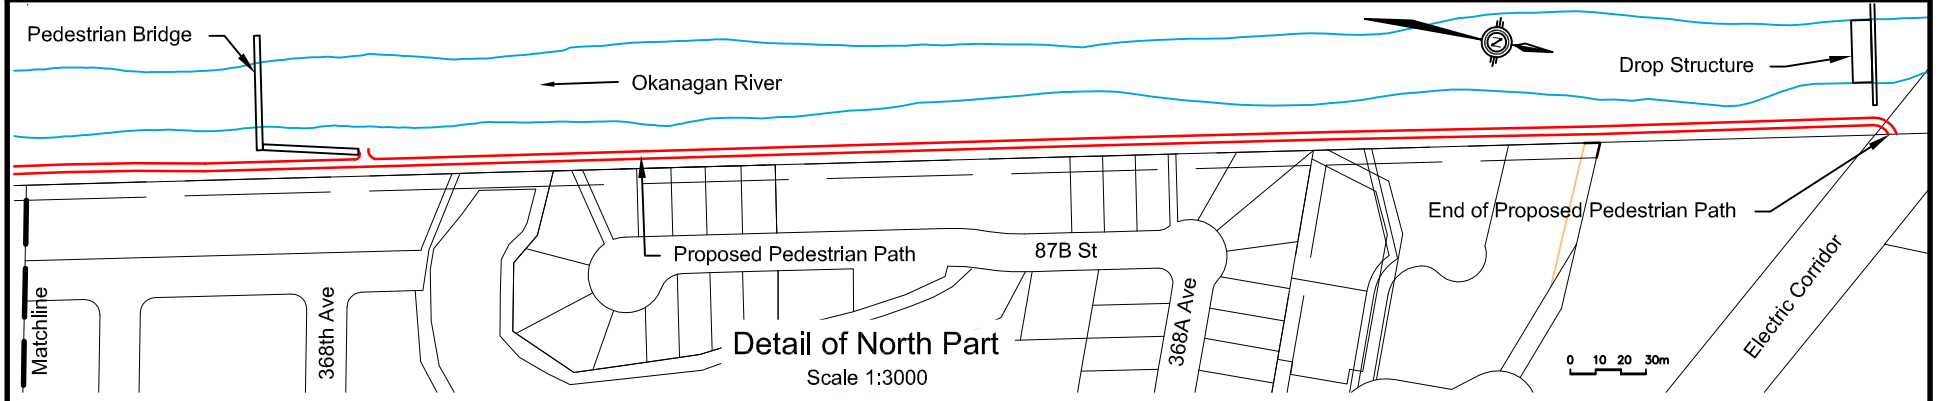 Pedestrian Bridge
Okanagan River
N
Drop Structure
End of Proposed Pedestrian Path
Proposed Pedestrian Path
87B St
Matchline
368th Ave
368A Ave
Electric Corridor
Detail of North Part
Scale 1:3000
0 10 20 30m